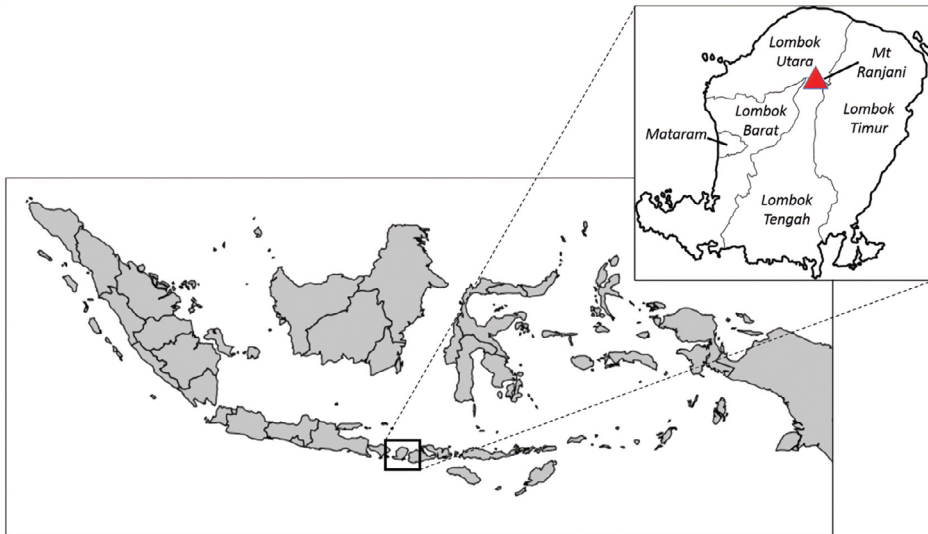 Lombok
Utara
Mt
Ranjani
Lombok
Barat
Lombok
Timur
Mataram
Lombok
Tengah